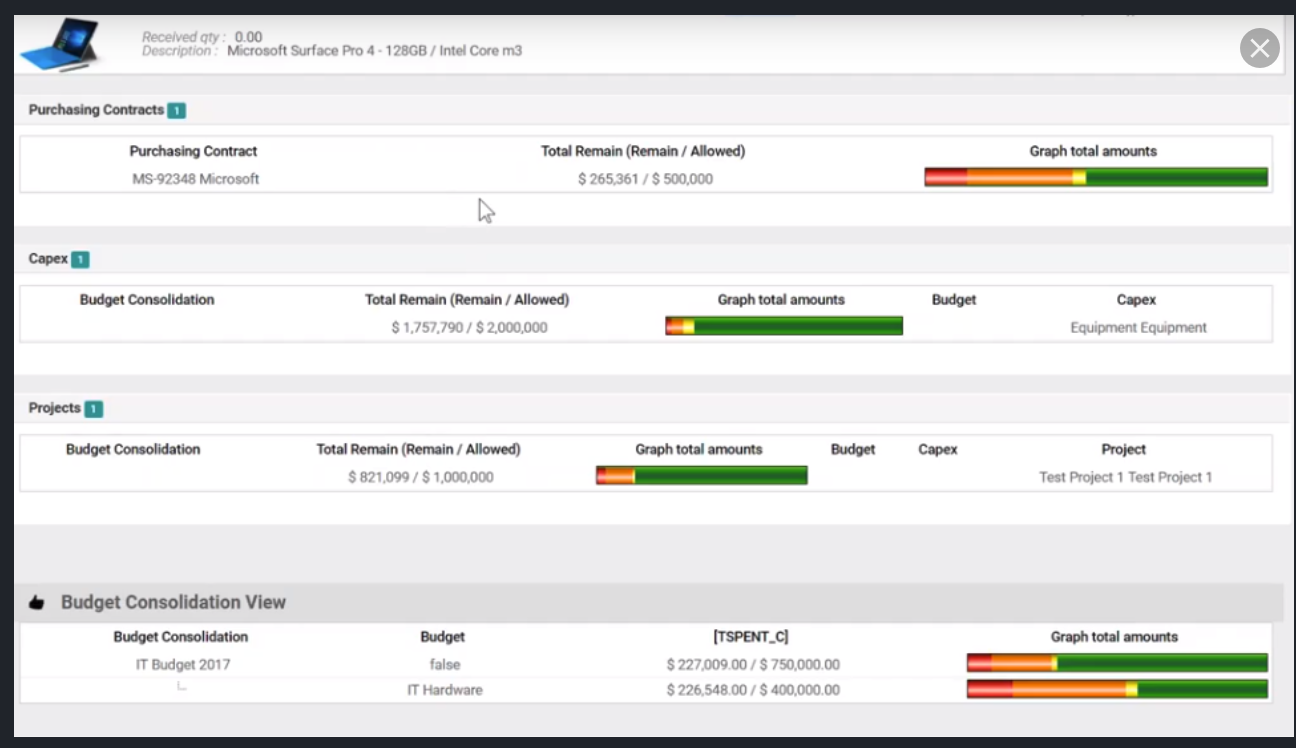 Received qty : 0.00
Description : Microsoft Surface Pro 4 - 128GB / Intel Core m3
Purchasing Contracts 1
Purchasing Contract Total Remain (Remain / Allowed) Graph total amounts
MS-92348 Microsoft $ 265,361 / $ 500,000
Capex 1
Budget Consolidation Total Remain (Remain / Allowed) Graph total amounts Budget Capex
$ 1,757,790 / $ 2,000,000 Equipment Equipment
Projects 1
Budget Consolidation Total Remain (Remain / Allowed) Graph total amounts Budget Capex Project
$ 821,099 / $ 1,000,000 Test Project 1 Test Project 1
Budget Consolidation View
Budget Consolidation Budget [TSPENT_C] Graph total amounts
IT Budget 2017 false $ 227,009.00 / $ 750,000.00
IT Hardware $ 226,548.00 / $ 400,000.00